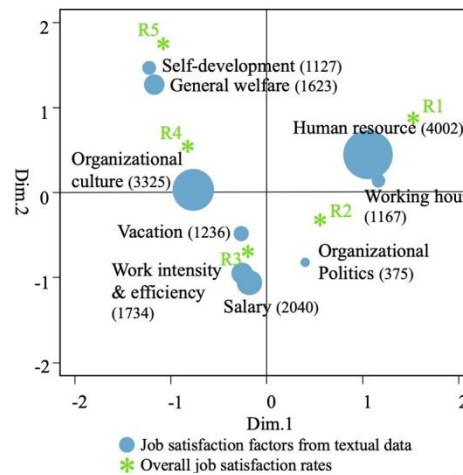 2
R5
Self-development (1127)
General welfare (1623)
1
R1
Human resource (4002)
R4
Organizational
culture (3325)
0
Working hou
(1167)
R2
Vacation (1236)
R3
Organizational
Politics (375)
Work intensity
& efficiency
(1734)
-1
Salary (2040)
-2
Dim.2
-2
-1
0
1
2
Dim.1
Job satisfaction factors from textual data
* Overall job satisfaction rates